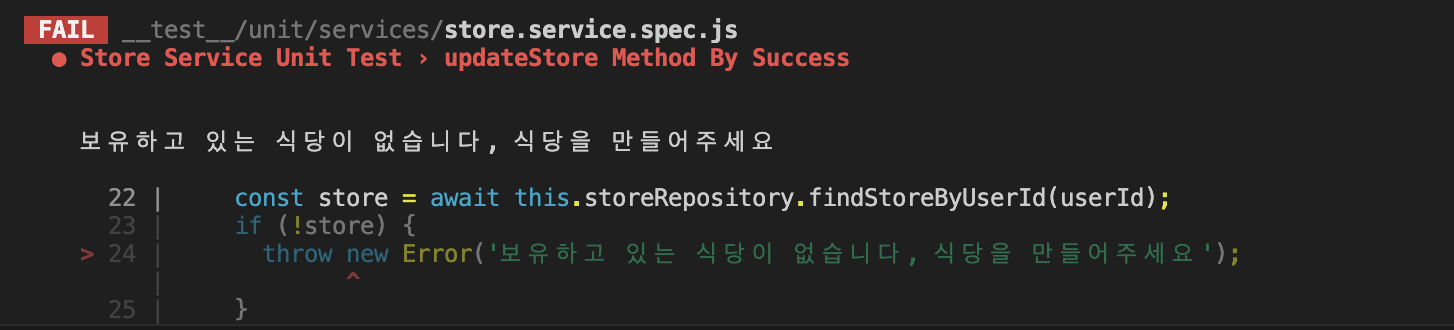 FAIL __test__/unit/services/store.service.spec.js
● Store Service Unit Test › updateStore Method By Success
보유하고 있는 식당이 없습니다, 식당을 만들어주세요
22 |     const store = await this.storeRepository.findStoreByUserId(userId);
23 |     if (!store) {
> 24 |       throw new Error('보유하고 있는 식당이 없습니다, 식당을 만들어주세요');
|             ^
25 |     }